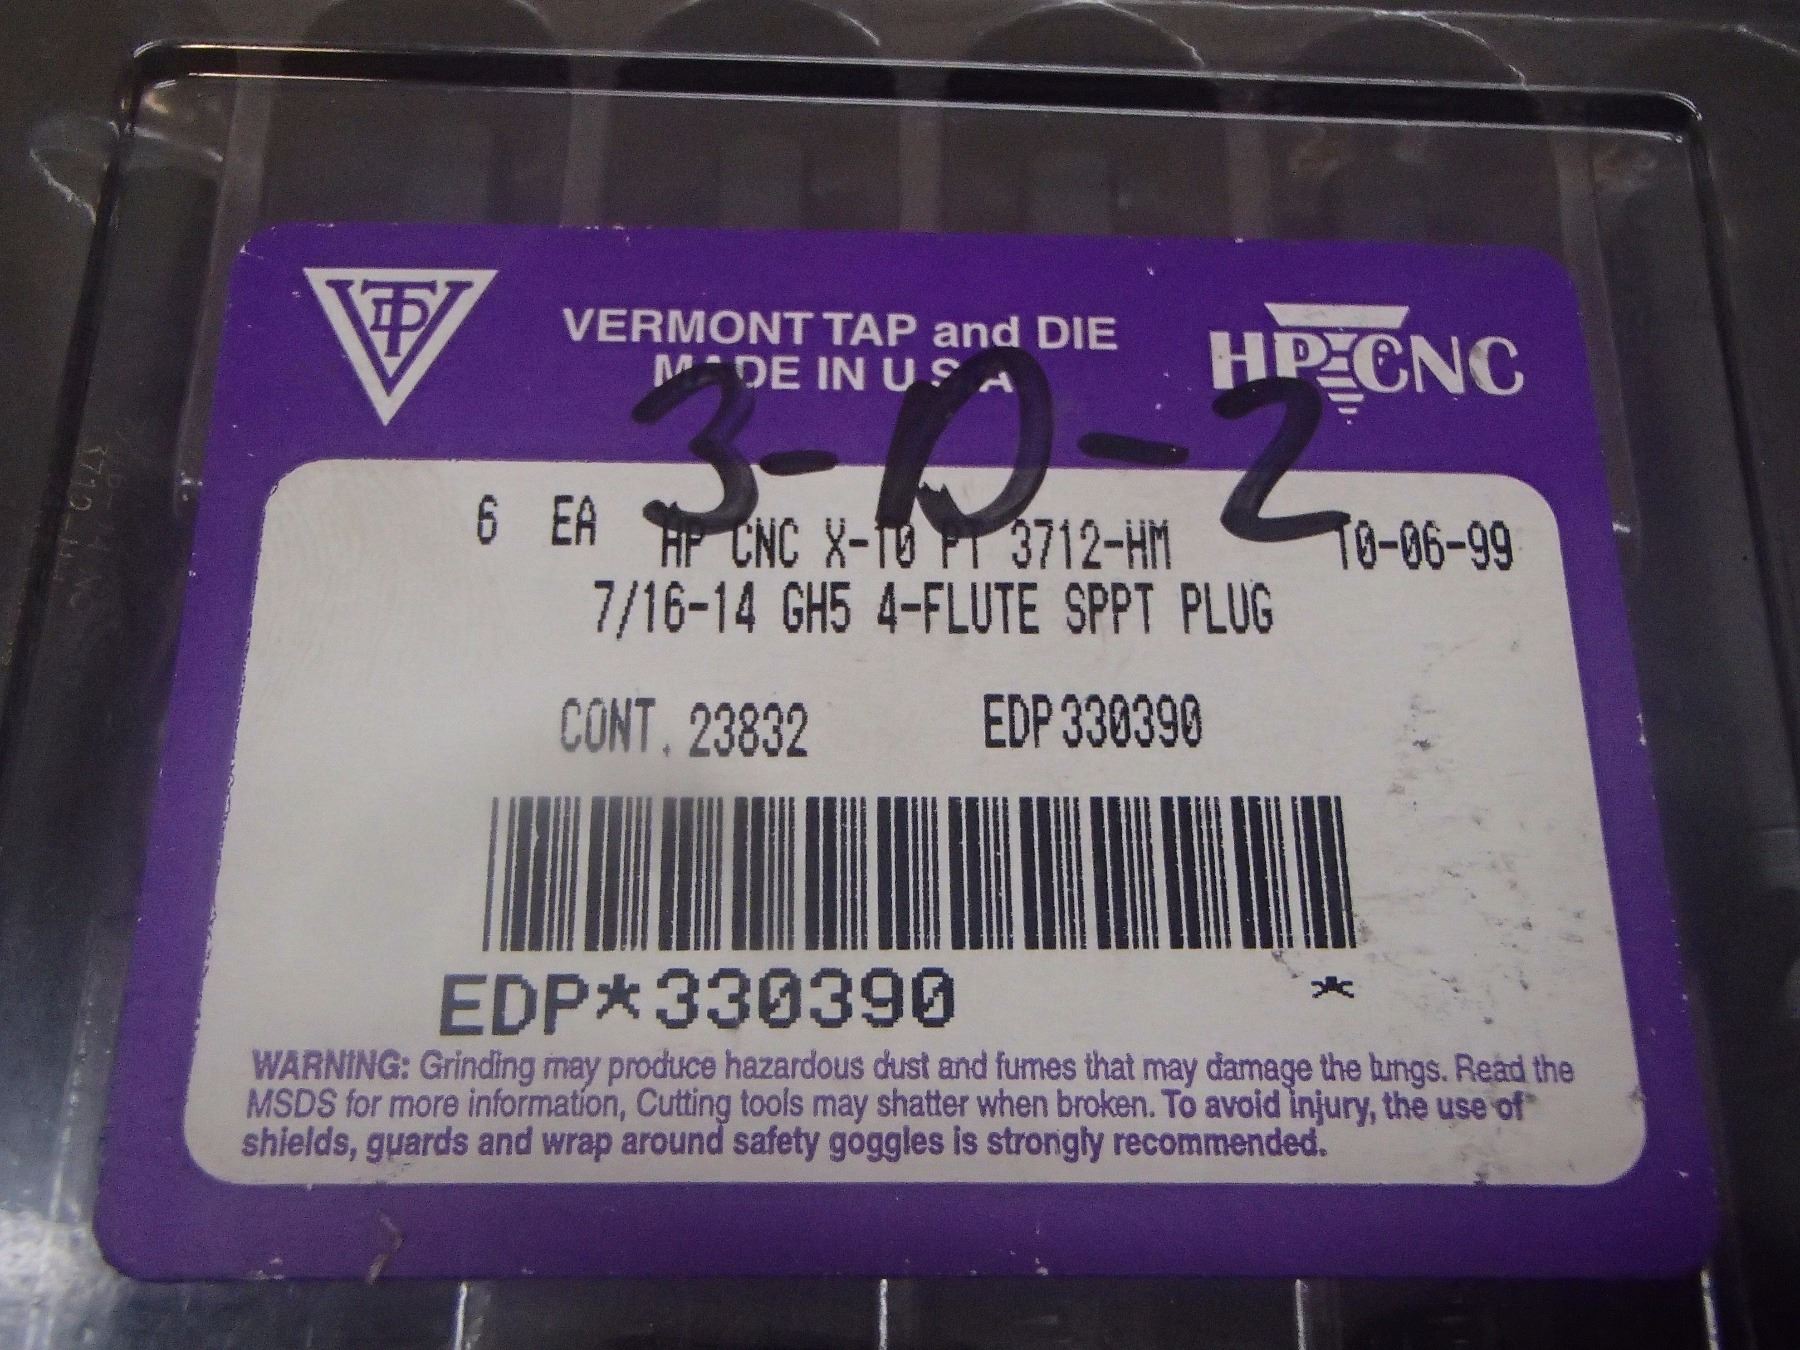 VTD
VERMONT TAP and DIE
MADE IN U.S.A
HP CNC
3-D-2
6 EA HP CNC X-10 PT 3712-HM 10-06-99
7/16-14 GH5 4-FLUTE SPPT PLUG
CONT. 23832 EDP330390
EDP*330390 *
WARNING: Grinding may produce hazardous dust and fumes that may damage the lungs. Read the
MSDS for more information, Cutting tools may shatter when broken. To avoid injury, the use of
shields, guards and wrap around safety goggles is strongly recommended.